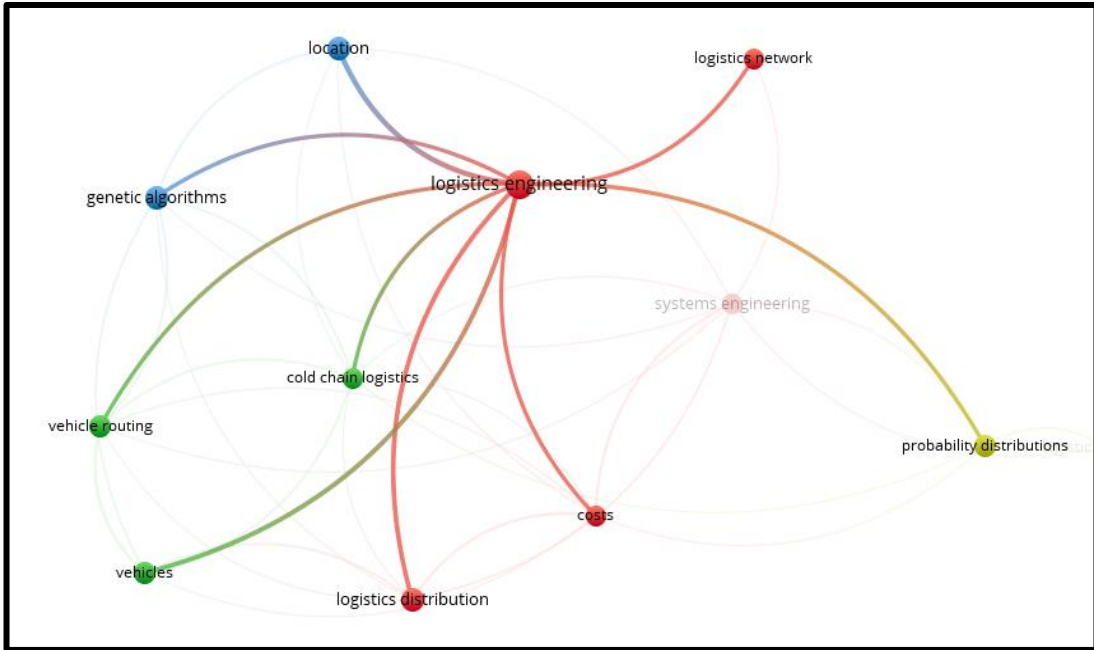 location
logistics network
logistics engineering
genetic algorithms
systems engineering
cold chain logistics
vehicle routing
probability distributions
costs
vehicles
logistics distribution